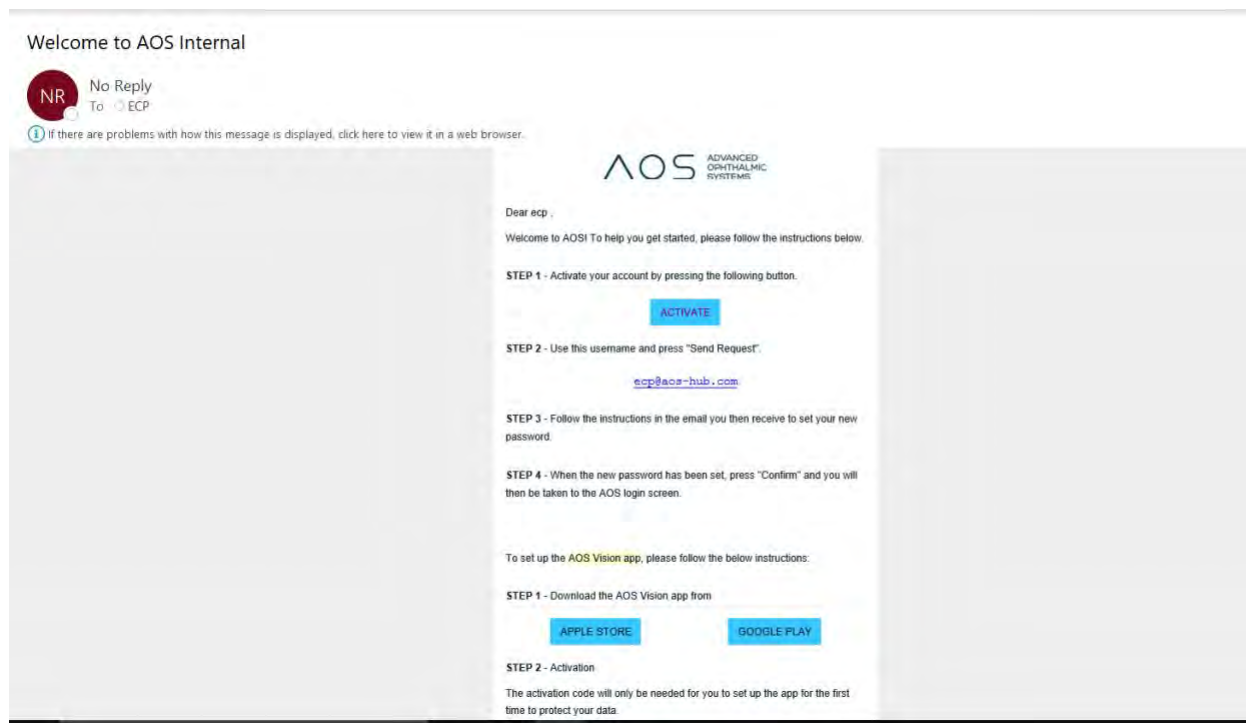 Welcome to AOS Internal
NR
No Reply
To ECP
If there are problems with how this message is displayed, click here to view it in a web browser.
AOS ADVANCED
OPHTHALMIC
SYSTEMS
Dear ecp ,
Welcome to AOS! To help you get started, please follow the instructions below.
STEP 1 - Activate your account by pressing the following button.
ACTIVATE
STEP 2 - Use this username and press "Send Request".
ecp@aos-hub.com
STEP 3 - Follow the instructions in the email you then receive to set your new
password.
STEP 4 - When the new password has been set, press "Confirm" and you will
then be taken to the AOS login screen.
To set up the AOS Vision app, please follow the below instructions:
STEP 1 - Download the AOS Vision app from
APPLE STORE GOOGLE PLAY
STEP 2 - Activation
The activation code will only be needed for you to set up the app for the first
time to protect your data.